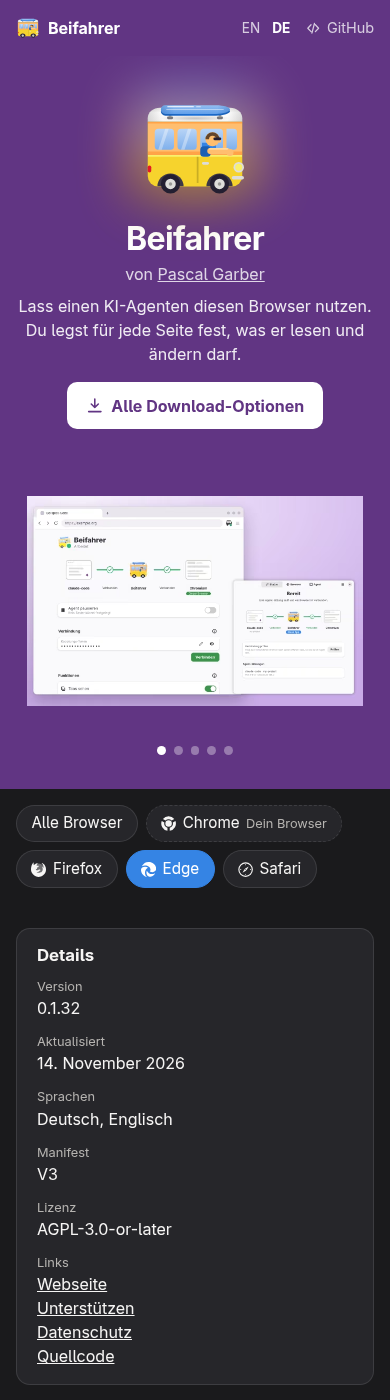 Beifahrer
EN DE GitHub
Beifahrer
von Pascal Garber
Lass einen KI-Agenten diesen Browser nutzen.
Du legst für jede Seite fest, was er lesen und
ändern darf.
Alle Download-Optionen
Beifahrer
Verbindung
Funktionen
Bereit
Alle Browser
Chrome Dein Browser
Firefox
Edge
Safari
Details
Version
0.1.32
Aktualisiert
14. November 2026
Sprachen
Deutsch, Englisch
Manifest
V3
Lizenz
AGPL-3.0-or-later
Links
Webseite
Unterstützen
Datenschutz
Quellcode